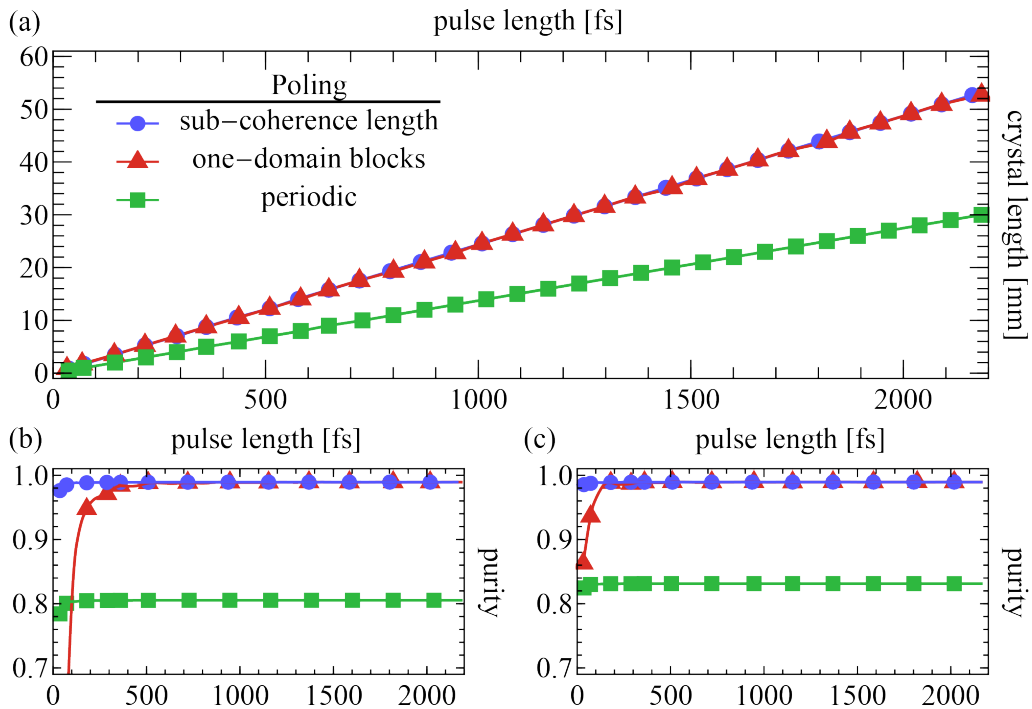 (a)
pulse length [fs]
60
50
40
30
20
10
0
Poling
sub-coherence length
one-domain blocks
periodic
crystal length [mm]
0 500 1000 1500 2000
(b) pulse length [fs]
1.0
0.9
0.8
0.7
purity
0 500 1000 1500 2000
(c) pulse length [fs]
1.0
0.9
0.8
0.7
purity
0 500 1000 1500 2000